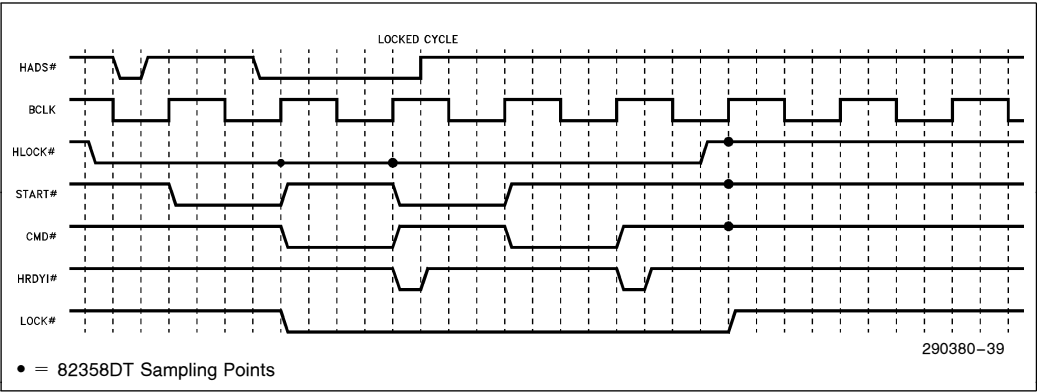 LOCKED CYCLE
HADS#
BCLK
HLOCK#
START#
CMD#
HRDYI#
LOCK#
290380–39
• = 82358DT Sampling Points